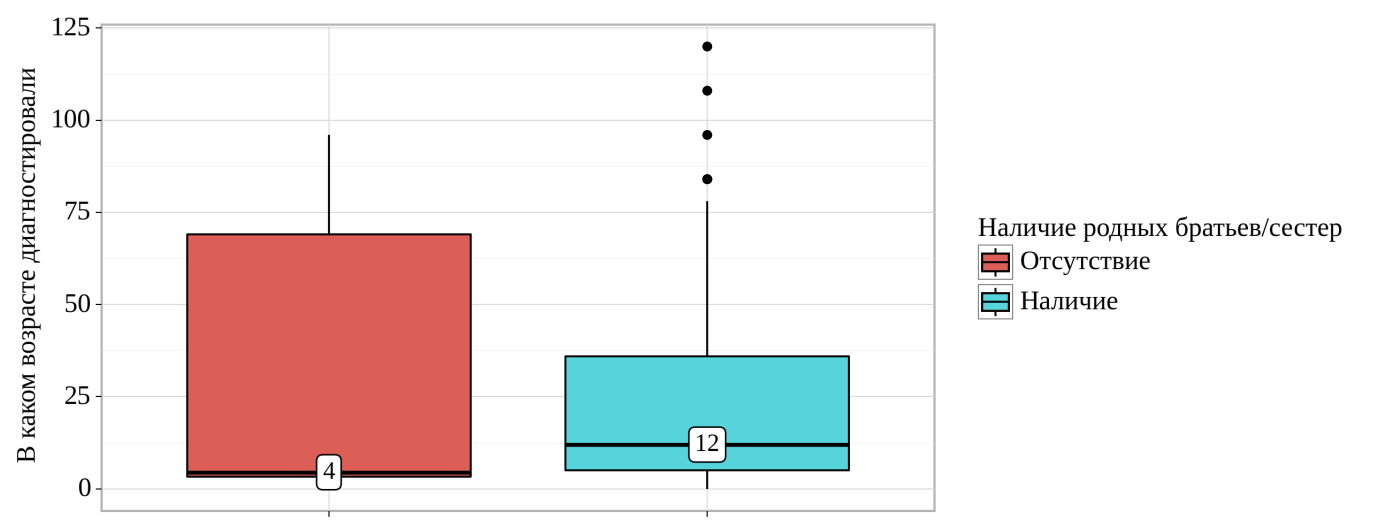 В каком возрасте диагностировали
125
100
75
50
25
0
4
12
Наличие родных братьев/сестер
Отсутствие
Наличие